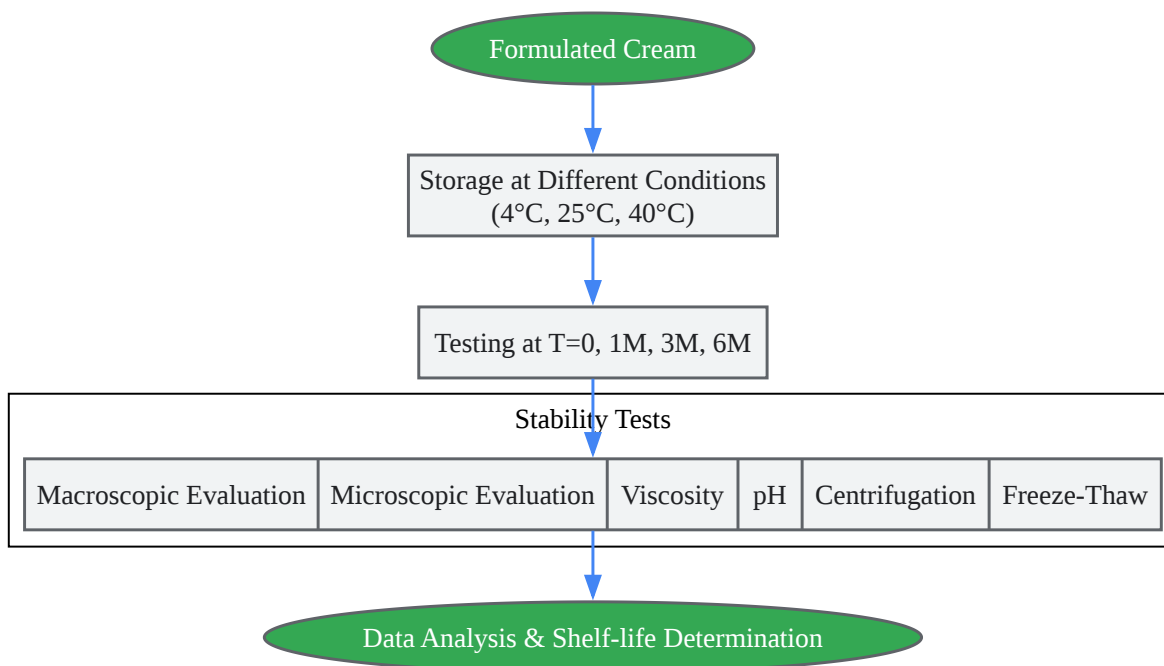 Formulated Cream
Storage at Different Conditions
(4°C, 25°C, 40°C)
Testing at T=0, 1M, 3M, 6M
Stability Tests
Macroscopic Evaluation
Microscopic Evaluation
Viscosity
pH
Centrifugation
Freeze-Thaw
Data Analysis & Shelf-life Determination